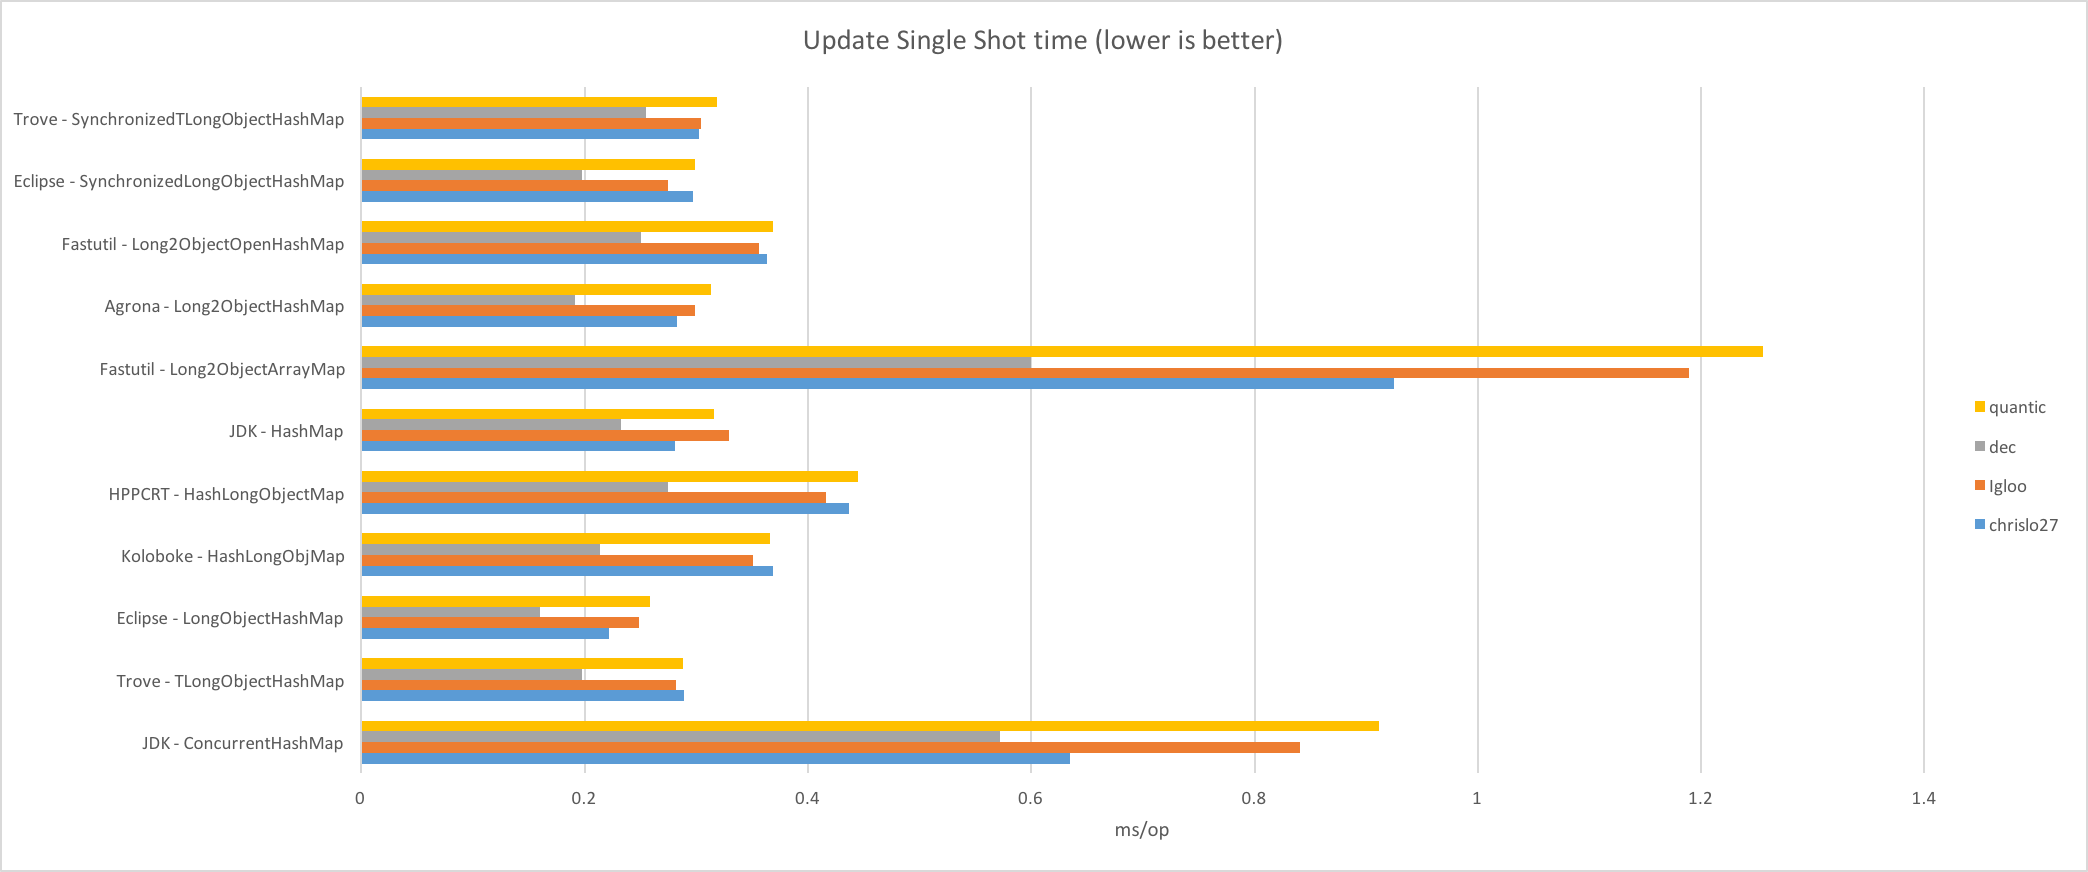 Update Single Shot time (lower is better)
Trove - SynchronizedTLongObjectHashMap
Eclipse - SynchronizedLongObjectHashMap
Fastutil - Long2ObjectOpenHashMap
Agrona - Long2ObjectHashMap
Fastutil - Long2ObjectArrayMap
JDK - HashMap
HPPCRT - HashLongObjectMap
Koloboke - HashLongObjMap
Eclipse - LongObjectHashMap
Trove - TLongObjectHashMap
JDK - ConcurrentHashMap
0 0.2 0.4 0.6 0.8 1 1.2 1.4
ms/op
quantic
dec
Igloo
chrislo27